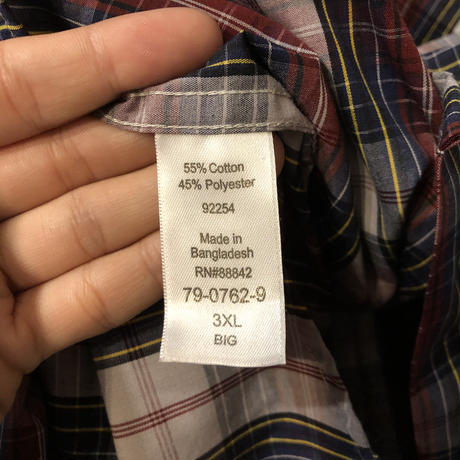 55% Cotton
45% Polyester
92254
Made in
Bangladesh
RN#88842
79-0762-9
3XL
BIG